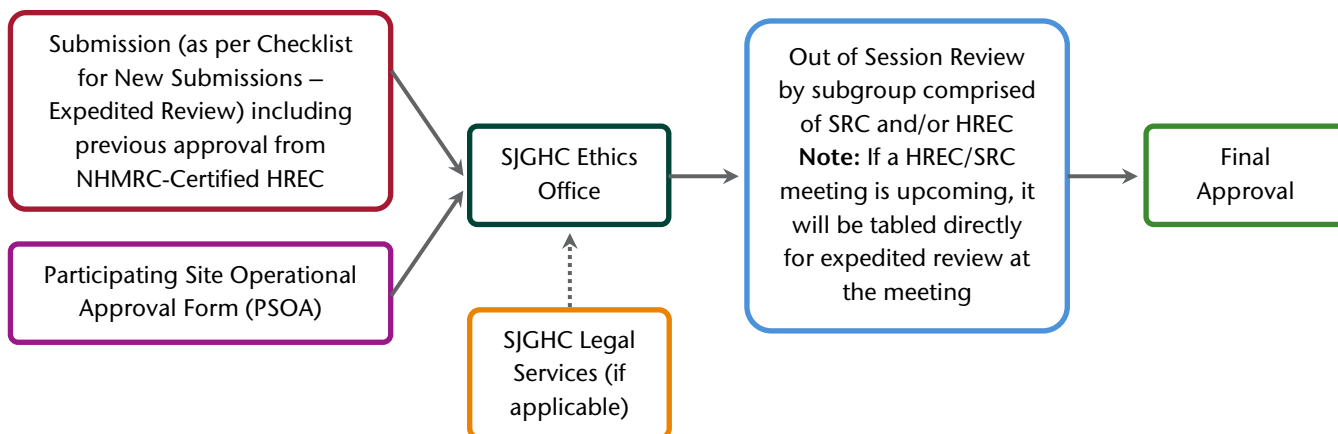 Submission (as per Checklist
for New Submissions –
Expedited Review) including
previous approval from
NHMRC-Certified HREC
Participating Site Operational
Approval Form (PSOA)
SJGHC Ethics
Office
SJGHC Legal
Services (if
applicable)
Out of Session Review
by subgroup comprised
of SRC and/or HREC
Note: If a HREC/SRC
meeting is upcoming, it
will be tabled directly
for expedited review at
the meeting
Final
Approval